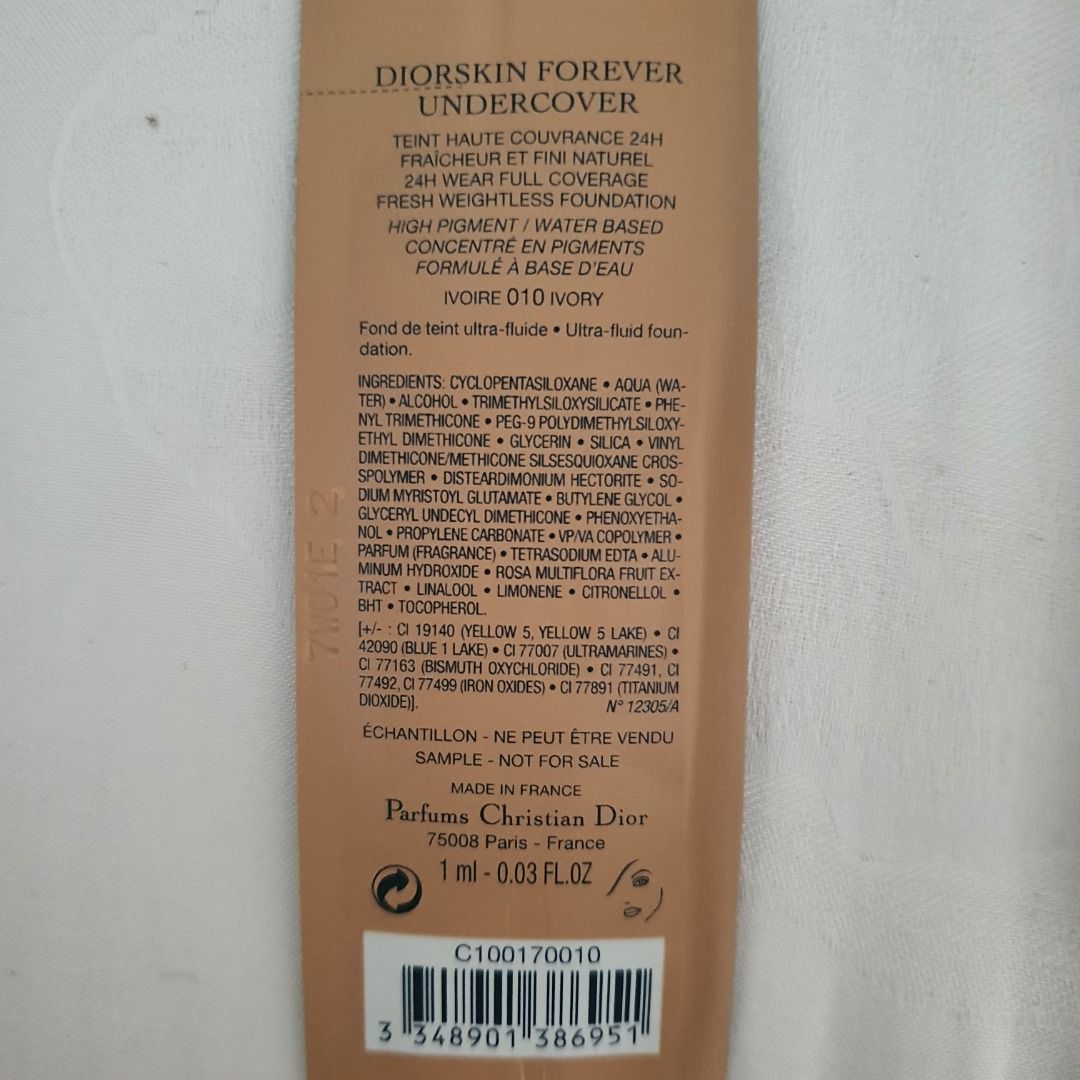 DIORSKIN FOREVER
UNDERCOVER
TEINT HAUTE COUVRANCE 24H
FRAÎCHEUR ET FINI NATUREL
24H WEAR FULL COVERAGE
FRESH WEIGHTLESS FOUNDATION
HIGH PIGMENT / WATER BASED
CONCENTRÉ EN PIGMENTS
FORMULÉ À BASE D'EAU
IVOIRE 010 IVORY
Fond de teint ultra-fluide • Ultra-fluid foun-
dation.
INGREDIENTS: CYCLOPENTASILOXANE • AQUA (WA-
TER) • ALCOHOL • TRIMETHYLSILOXYSILICATE • PHE-
NYL TRIMETHICONE • PEG-9 POLYDIMETHYLSILOXY-
ETHYL DIMETHICONE • GLYCERIN • SILICA • VINYL
DIMETHICONE/METHICONE SILSESQUIOXANE CROS-
SPOLYMER • DISTEARDIMONIUM HECTORITE • SO-
DIUM MYRISTOYL GLUTAMATE • BUTYLENE GLYCOL •
GLYCERYL UNDECYL DIMETHICONE • PHENOXYETHA-
NOL • PROPYLENE CARBONATE • VP/VA COPOLYMER •
PARFUM (FRAGRANCE) • TETRASODIUM EDTA • ALU-
MINUM HYDROXIDE • ROSA MULTIFLORA FRUIT EX-
TRACT • LINALOOL • LIMONENE • CITRONELLOL •
BHT • TOCOPHEROL.
[+/- : CI 19140 (YELLOW 5, YELLOW 5 LAKE) • CI
42090 (BLUE 1 LAKE) • CI 77007 (ULTRAMARINES) •
CI 77163 (BISMUTH OXYCHLORIDE) • CI 77491, CI
77492, CI 77499 (IRON OXIDES) • CI 77891 (TITANIUM
DIOXIDE)]. N° 12305/A
ÉCHANTILLON - NE PEUT ÊTRE VENDU
SAMPLE - NOT FOR SALE
MADE IN FRANCE
Parfums Christian Dior
75008 Paris - France
1 ml - 0.03 FL.OZ
C100170010
3 348901 386951
7W01E 2